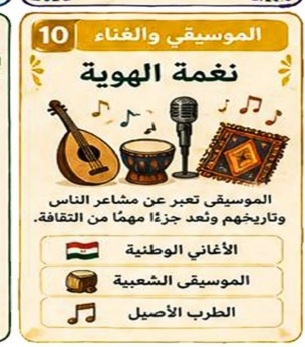 10
الموسيقي والغناء
نغمة الهوية
الموسيقى تعبر عن مشاعر الناس
وتاريخهم وتُعد جزءًا مهمًا من الثقافة.
الأغاني الوطنية
الموسيقى الشعبية
الطرب الأصيل